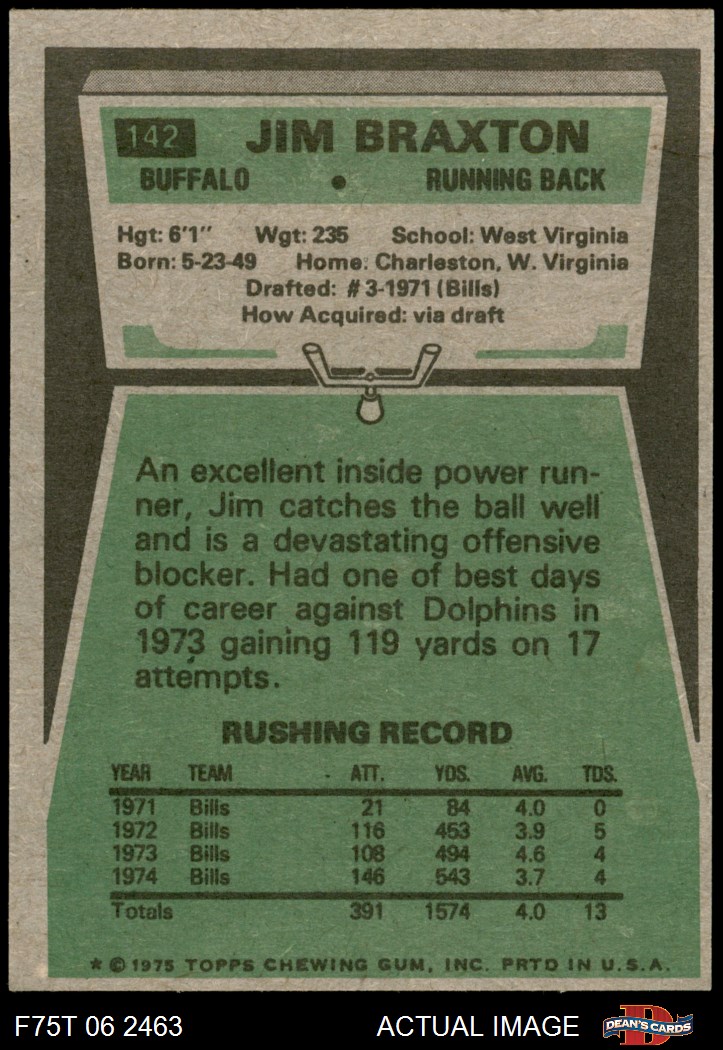 142 JIM BRAXTON
BUFFALO • RUNNING BACK
Hgt: 6'1" Wgt: 235 School: West Virginia
Born: 5-23-49 Home: Charleston, W. Virginia
Drafted: #3-1971 (Bills)
How Acquired: via draft
An excellent inside power run-
ner, Jim catches the ball well
and is a devastating offensive
blocker. Had one of best days
of career against Dolphins in
1973 gaining 119 yards on 17
attempts.
RUSHING RECORD
YEAR TEAM ATT. YDS. AVG. TDS.
1971 Bills 21 84 4.0 0
1972 Bills 116 453 3.9 5
1973 Bills 108 494 4.6 4
1974 Bills 146 543 3.7 4
Totals 391 1574 4.0 13
* © 1975 TOPPS CHEWING GUM, INC. PRTD IN U.S.A.
F75T 06 2463 ACTUAL IMAGE DEAN'S CARDS